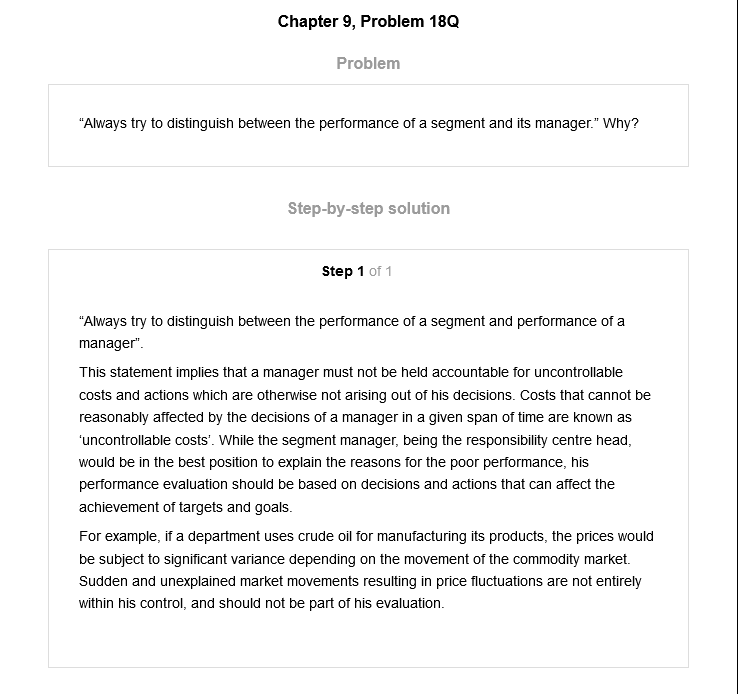 Chapter 9, Problem 18Q
Problem
“Always try to distinguish between the performance of a segment and its manager.” Why?
Step-by-step solution
Step 1 of 1
“Always try to distinguish between the performance of a segment and performance of a
manager”.
This statement implies that a manager must not be held accountable for uncontrollable
costs and actions which are otherwise not arising out of his decisions. Costs that cannot be
reasonably affected by the decisions of a manager in a given span of time are known as
‘uncontrollable costs’. While the segment manager, being the responsibility centre head,
would be in the best position to explain the reasons for the poor performance, his
performance evaluation should be based on decisions and actions that can affect the
achievement of targets and goals.
For example, if a department uses crude oil for manufacturing its products, the prices would
be subject to significant variance depending on the movement of the commodity market.
Sudden and unexplained market movements resulting in price fluctuations are not entirely
within his control, and should not be part of his evaluation.